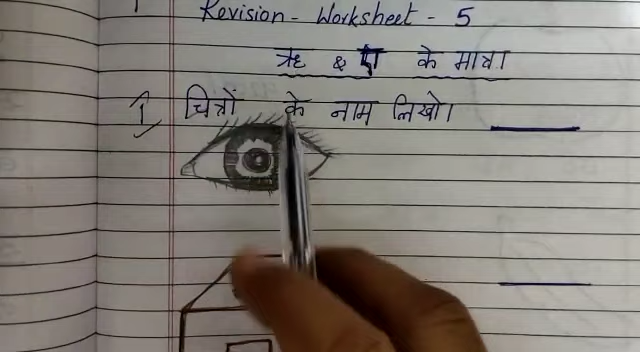 Revision - Worksheet - 5
ऋ & ए के मात्रा
1) चित्रों के नाम लिखो।